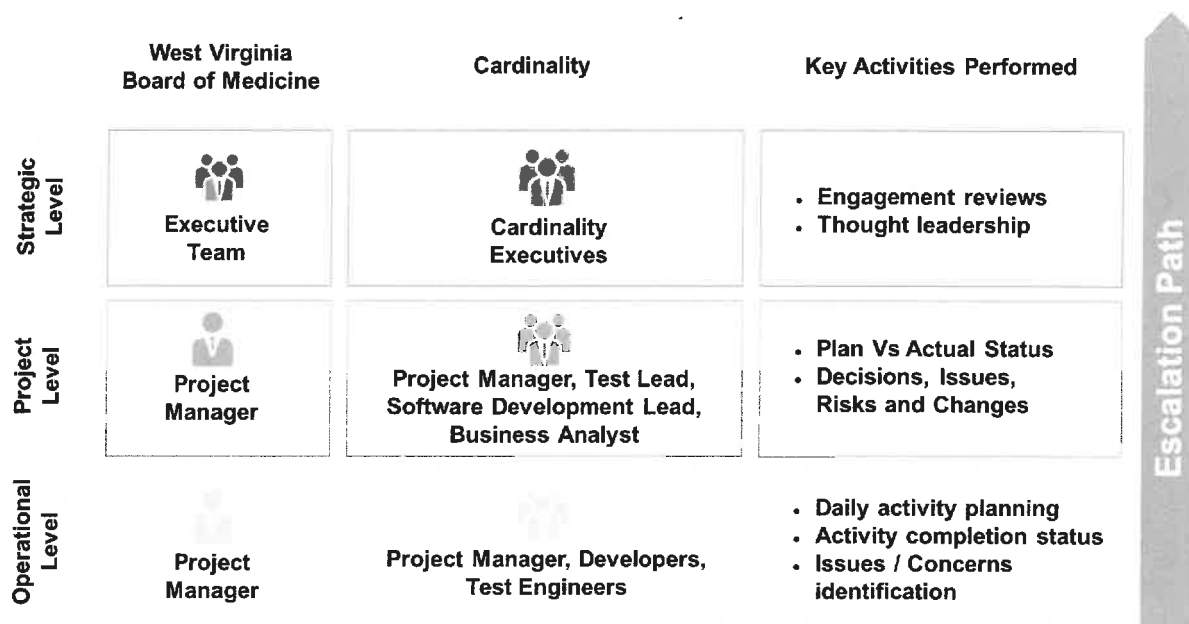 West Virginia
Board of Medicine
Cardinality
Key Activities Performed
Strategic
Level
Executive
Team
Cardinality
Executives
• Engagement reviews
• Thought leadership
Project
Level
Project
Manager
Project Manager, Test Lead,
Software Development Lead,
Business Analyst
• Plan Vs Actual Status
• Decisions, Issues,
Risks and Changes
Operational
Level
Project
Manager
Project Manager, Developers,
Test Engineers
• Daily activity planning
• Activity completion status
• Issues / Concerns
identification
Escalation Path